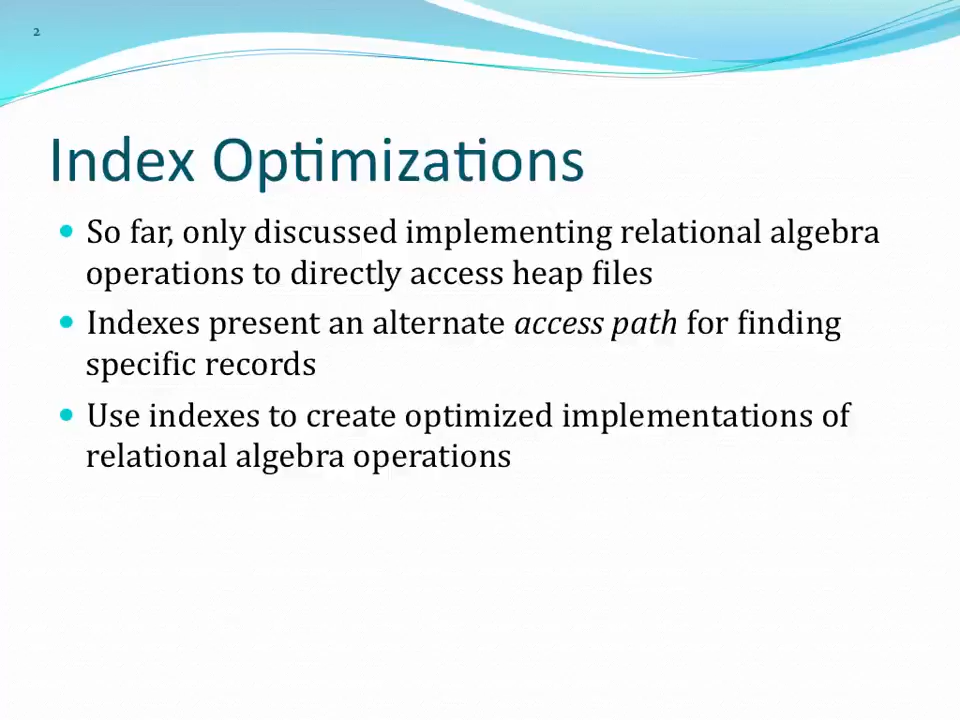 2
Index Optimizations
So far, only discussed implementing relational algebra
operations to directly access heap files
Indexes present an alternate access path for finding
specific records
Use indexes to create optimized implementations of
relational algebra operations